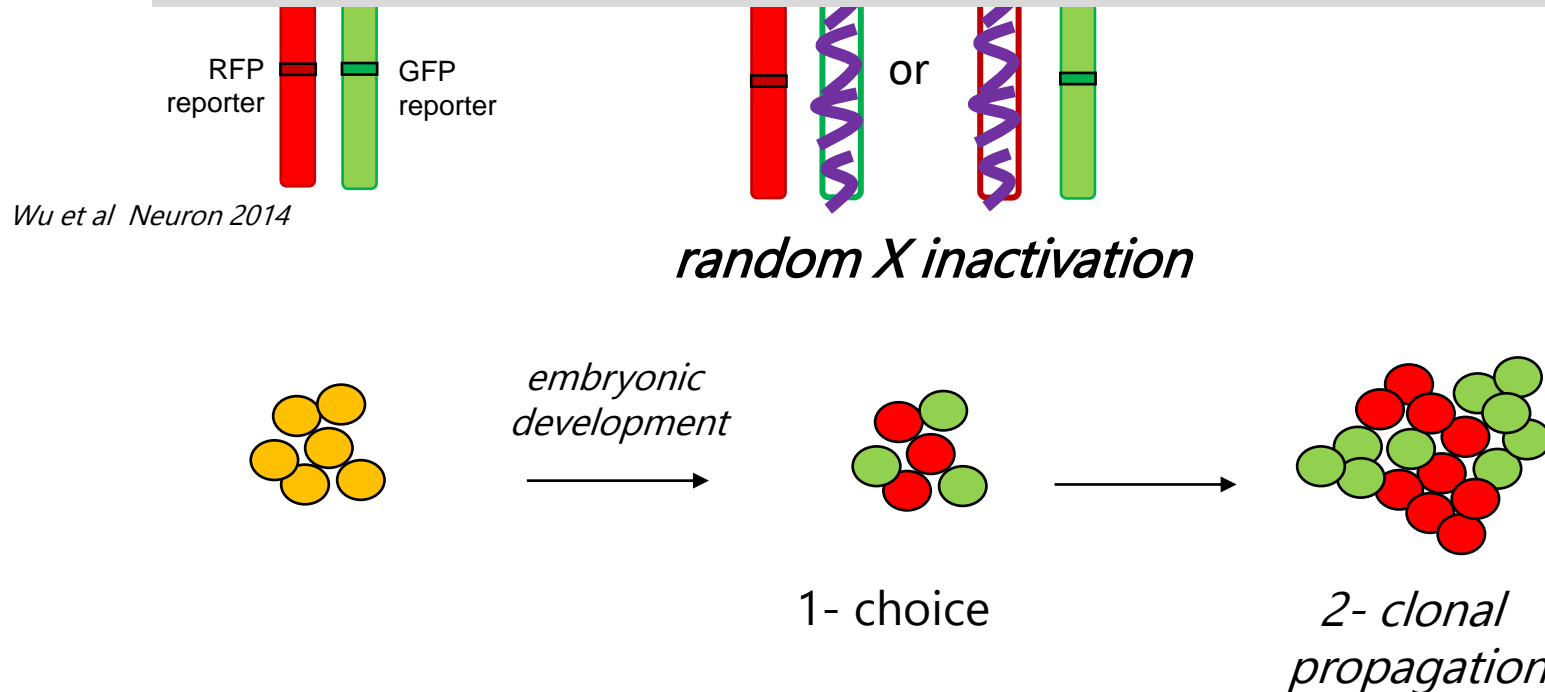 RFP
reporter
GFP
reporter
or
Wu et al  Neuron 2014
random X inactivation
embryonic
development
1- choice
2- clonal
propagation